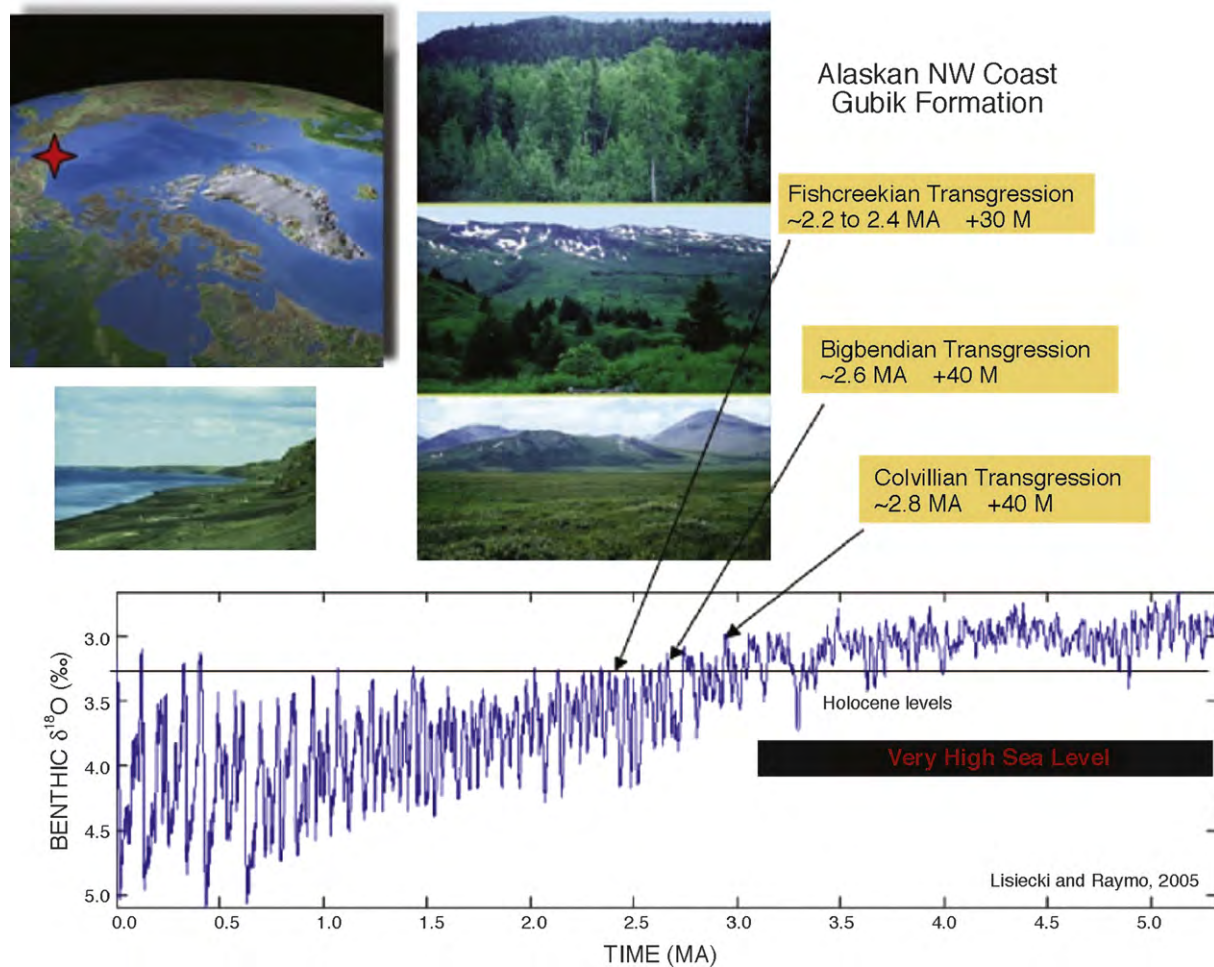 Alaskan NW Coast
Gubik Formation
Fishcreekian Transgression
~2.2 to 2.4 MA +30 M
Bigbendian Transgression
~2.6 MA +40 M
Colvillian Transgression
~2.8 MA +40 M
BENTHIC δ¹⁸O (‰)
3.0
3.5
4.0
4.5
5.0
Holocene levels
Very High Sea Level
Lisiecki and Raymo, 2005
0.0 0.5 1.0 1.5 2.0 2.5 3.0 3.5 4.0 4.5 5.0
TIME (MA)